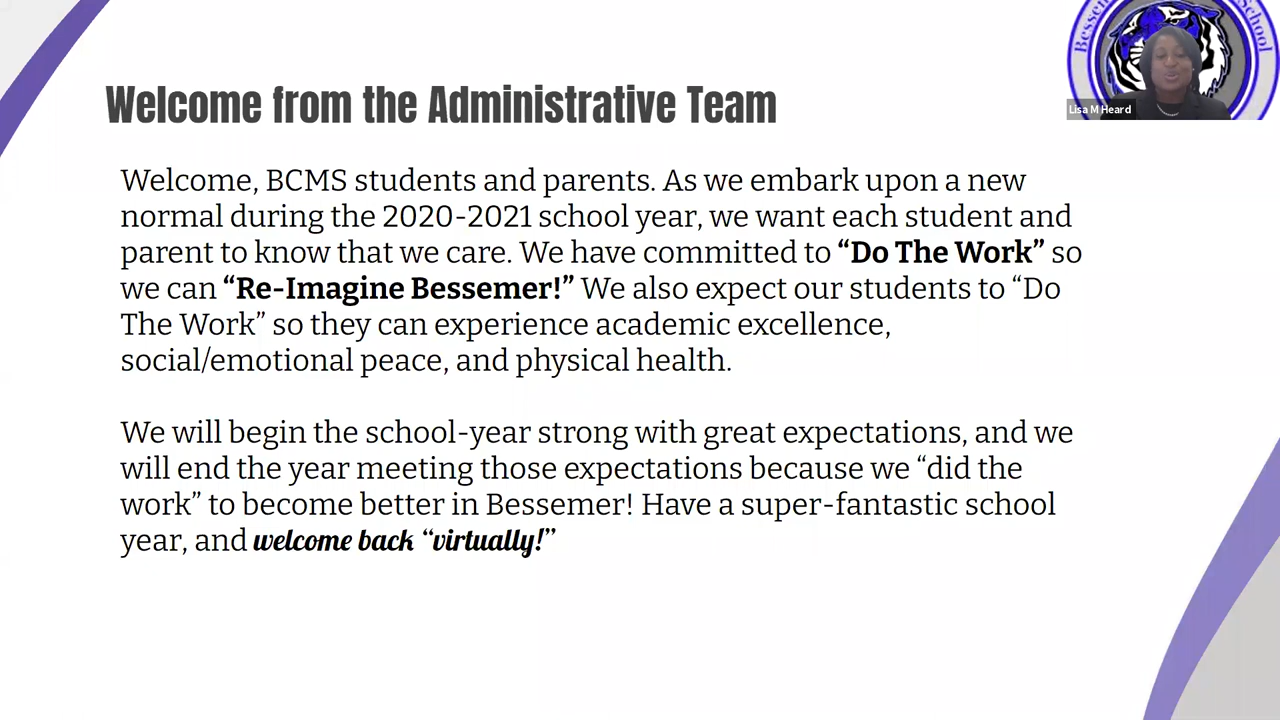 Bessem
School
Lisa M Heard
Welcome from the Administrative Team
Welcome, BCMS students and parents. As we embark upon a new
normal during the 2020-2021 school year, we want each student and
parent to know that we care. We have committed to “Do The Work” so
we can “Re-Imagine Bessemer!” We also expect our students to “Do
The Work” so they can experience academic excellence,
social/emotional peace, and physical health.
We will begin the school-year strong with great expectations, and we
will end the year meeting those expectations because we “did the
work” to become better in Bessemer! Have a super-fantastic school
year, and welcome back “virtually!”